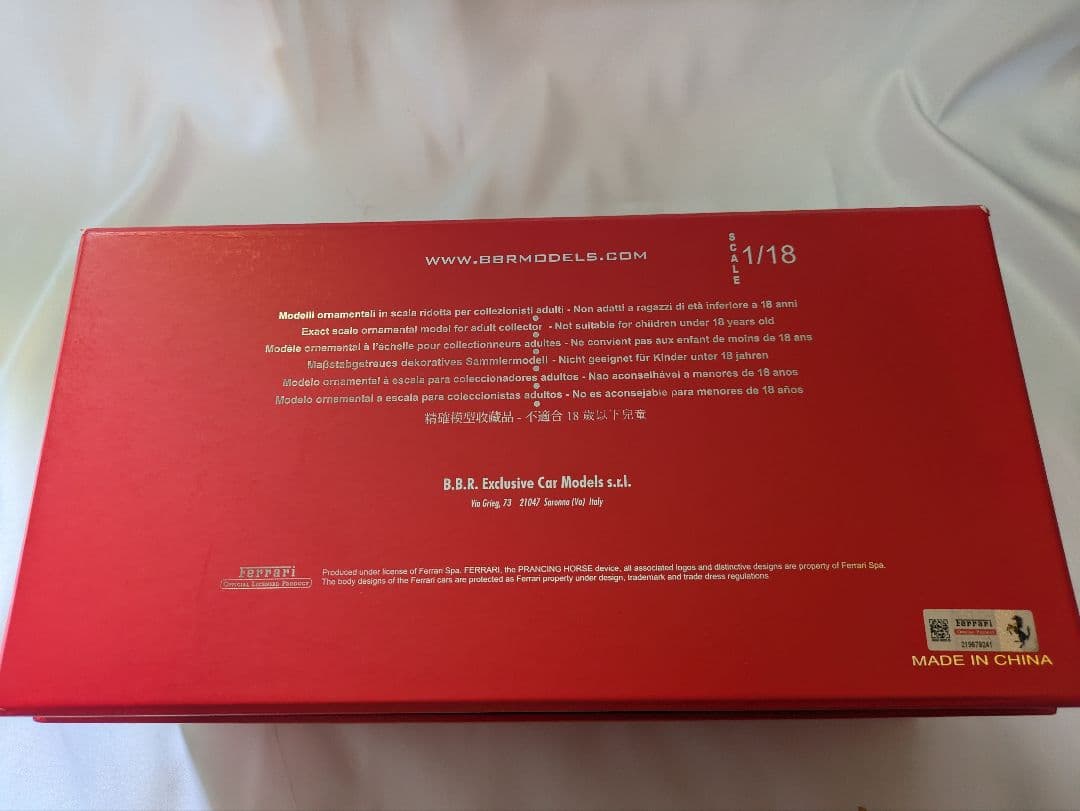 WWW.BBRMODELS.COM
SCALE 1/18
Modelli ornamentali in scala ridotta per collezionisti adulti - Non adatti a ragazzi di età inferiore a 18 anni
Exact scale ornamental model for adult collector - Not suitable for children under 18 years old
Modèle ornamental à l'échelle pour collectionneurs adultes - Ne convient pas aux enfant de moins de 18 ans
Maßstabgetreues dekoratives Sammlermodell - Nicht geeignet für Kinder unter 18 jahren
Modelo ornamental à escala para coleccionadores adultos - Nao aconselhável a menores de 18 anos
Modelo ornamental a escala para coleccionistas adultos - No es aconsejable para menores de 18 años
精確模型收藏品 - 不適合 18 歲以下兒童
B.B.R. Exclusive Car Models s.r.l.
Via Grieg, 73 21047 Saronno (Va) Italy
Ferrari
OFFICIAL LICENSED PRODUCT
Produced under license of Ferrari Spa. FERRARI, the PRANCING HORSE device, all associated logos and distinctive designs are property of Ferrari Spa.
The body designs of the Ferrari cars are protected as Ferrari property under design, trademark and trade dress regulations
Ferrari
MADE IN CHINA